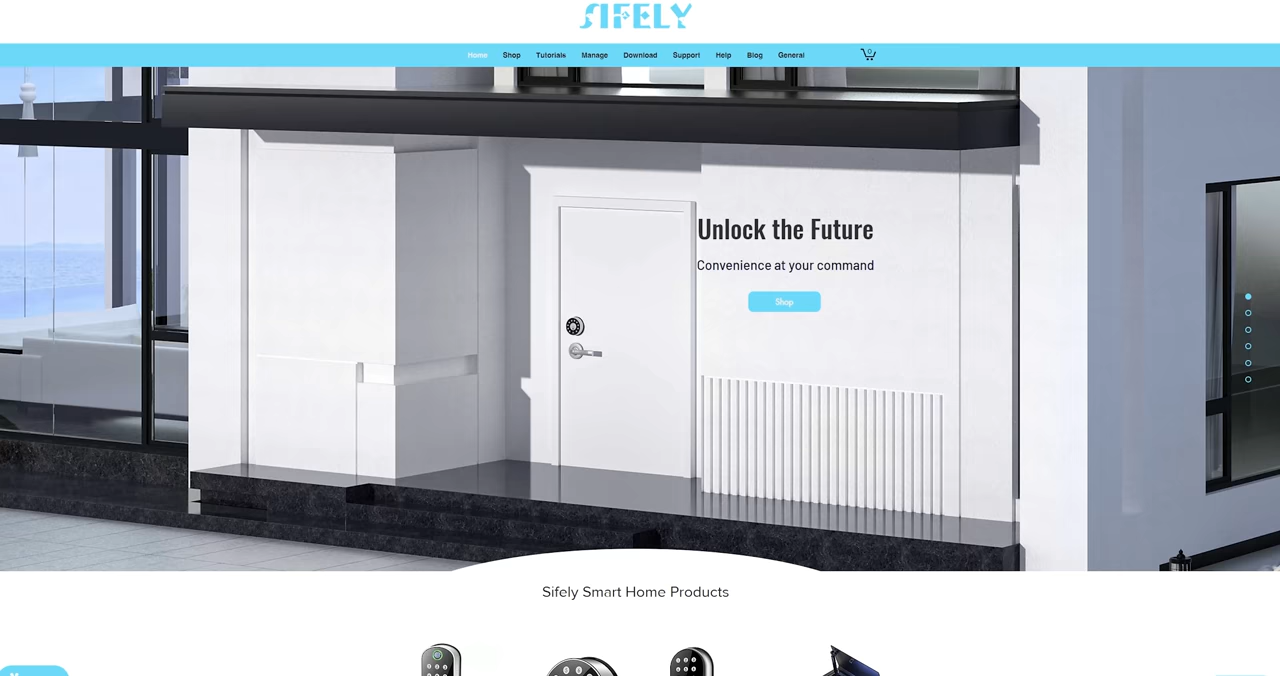 SIFELY
Home Shop Tutorials Manage Download Support Help Blog General 0
Unlock the Future
Convenience at your command
Shop
Sifely Smart Home Products